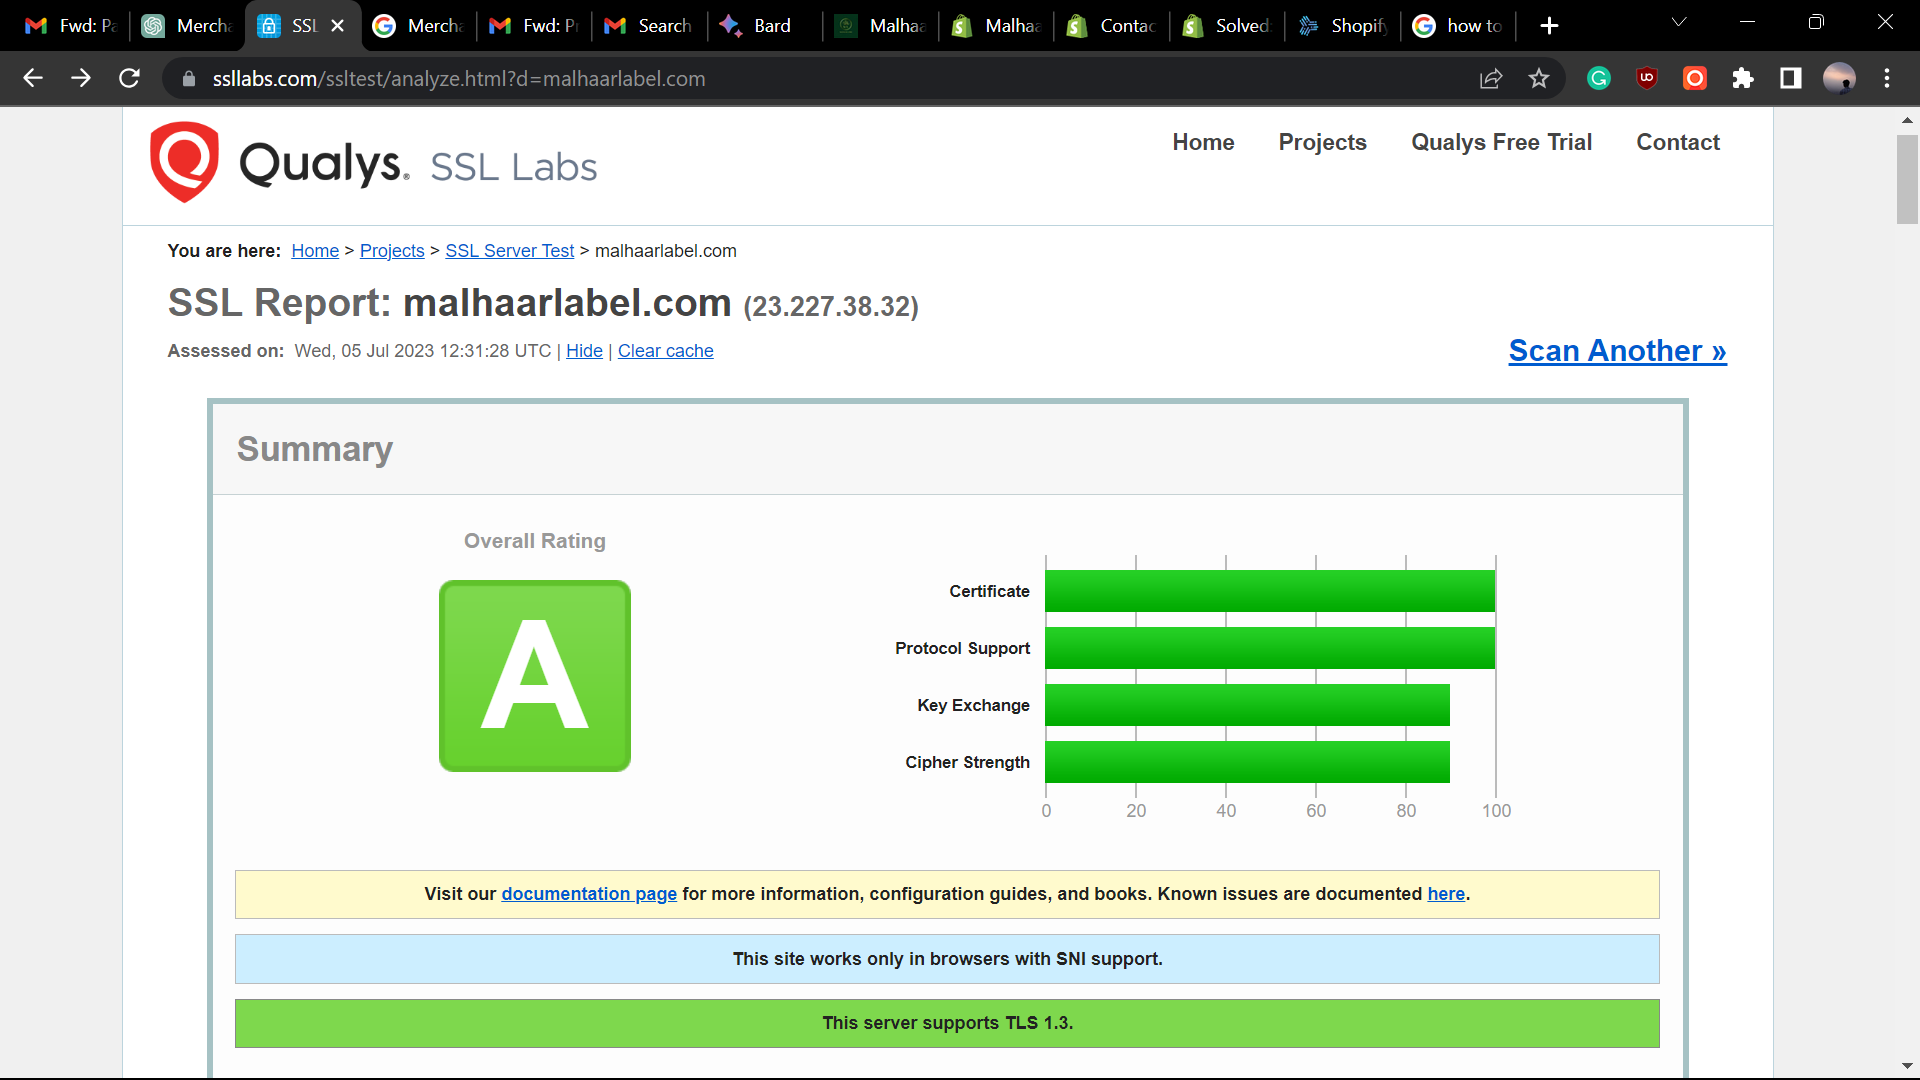 Fwd: Pa
Mercha
SSL
Mercha
Fwd: Pr
Search
Bard
Malhaa
Malhaa
Contac
Solved:
Shopify
how to
ssllabs.com/ssltest/analyze.html?d=malhaarlabel.com
Qualys. SSL Labs
Home Projects Qualys Free Trial Contact
You are here: Home > Projects > SSL Server Test > malhaarlabel.com
SSL Report: malhaarlabel.com (23.227.38.32)
Assessed on: Wed, 05 Jul 2023 12:31:28 UTC | Hide | Clear cache
Scan Another »
Summary
Overall Rating
A
Certificate
Protocol Support
Key Exchange
Cipher Strength
0 20 40 60 80 100
Visit our documentation page for more information, configuration guides, and books. Known issues are documented here.
This site works only in browsers with SNI support.
This server supports TLS 1.3.